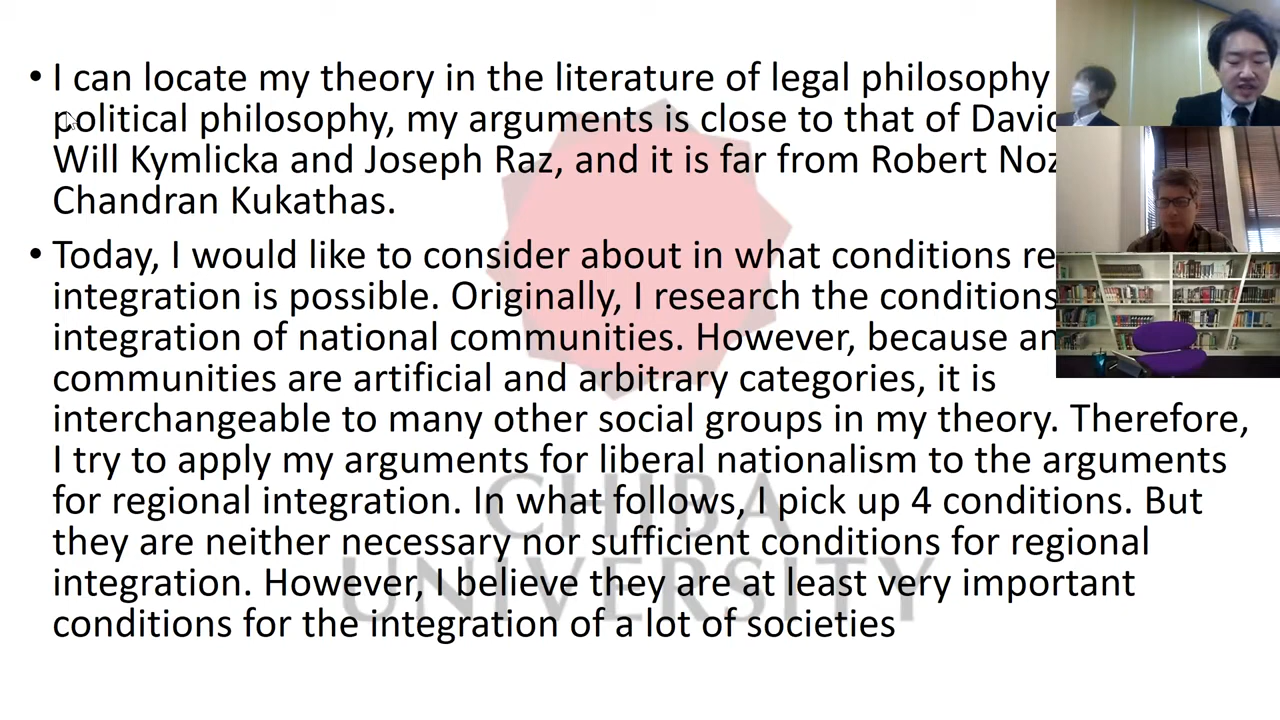 • I can locate my theory in the literature of legal philosophy
political philosophy, my arguments is close to that of David
Will Kymlicka and Joseph Raz, and it is far from Robert
Chandran Kukathas.
• Today, I would like to consider about in what conditions
integration is possible. Originally, I research the conditions
integration of national communities. However, because
communities are artificial and arbitrary categories, it is
interchangeable to many other social groups in my theory. Therefore,
I try to apply my arguments for liberal nationalism to the arguments
for regional integration. In what follows, I pick up 4 conditions. But
they are neither necessary nor sufficient conditions for regional
integration. However, I believe they are at least very important
conditions for the integration of a lot of societies
CHIBA
UNIVERSITY